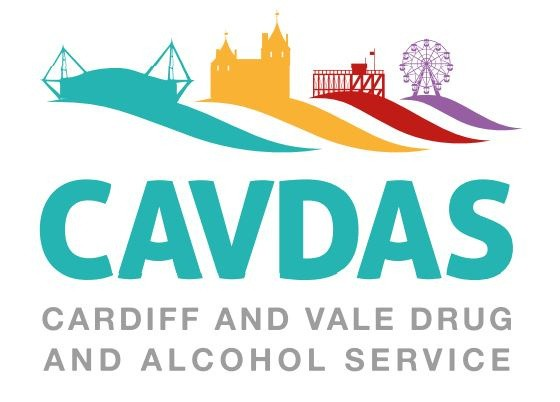 CAVDAS
CARDIFF AND VALE DRUG
AND ALCOHOL SERVICE